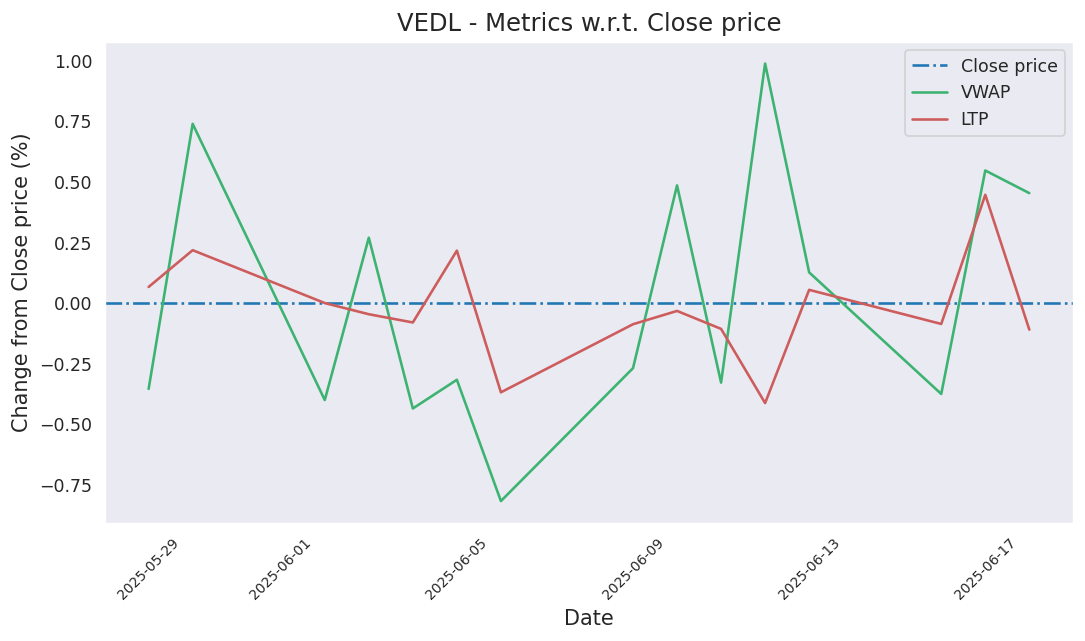 VEDL - Metrics w.r.t. Close price
Close price
VWAP
LTP
Change from Close price (%)
1.00
0.75
0.50
0.25
0.00
−0.25
−0.50
−0.75
2025-05-29
2025-06-01
2025-06-05
2025-06-09
2025-06-13
2025-06-17
Date